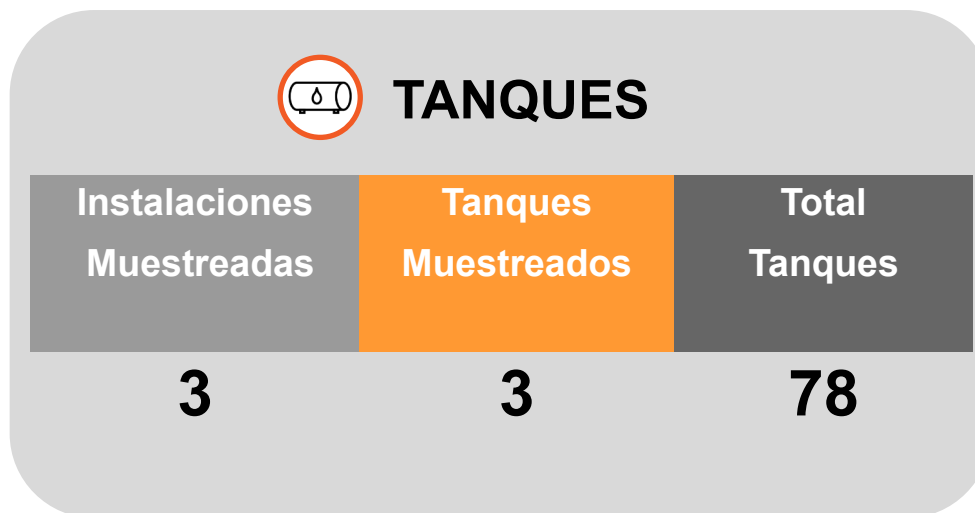 TANQUES
Instalaciones
Muestreadas
Tanques
Muestreados
Total
Tanques
3
3
78